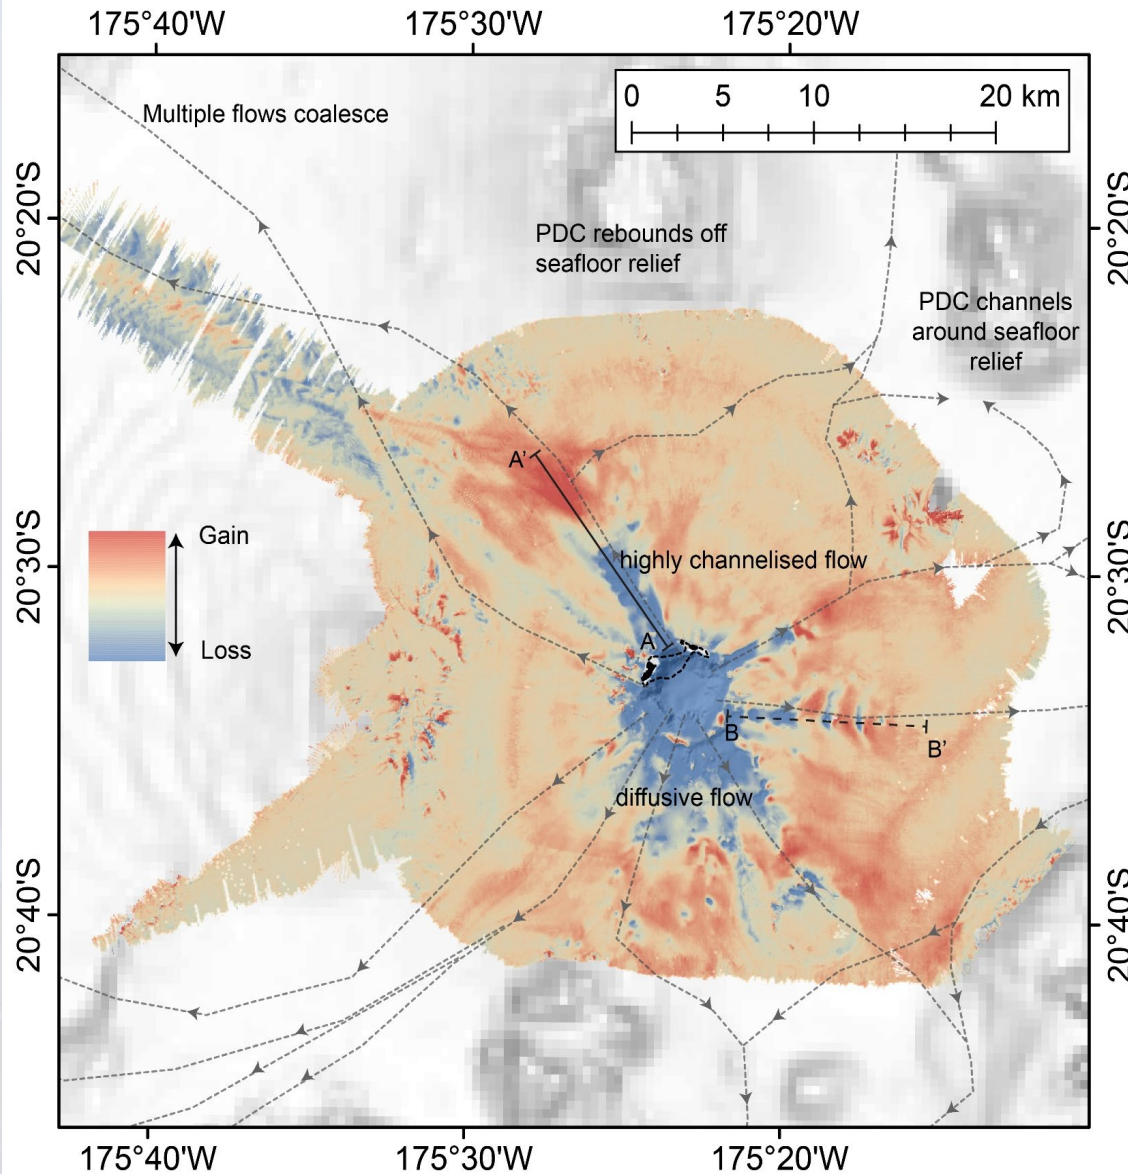 175°40'W 175°30'W 175°20'W
0 5 10 20 km
Multiple flows coalesce
20°20'S
20°20'S
PDC rebounds off
seafloor relief
PDC channels
around seafloor
relief
A'
Gain
Loss
20°30'S
20°30'S
highly channelised flow
A
B
B'
diffusive flow
20°40'S
20°40'S
175°40'W 175°30'W 175°20'W